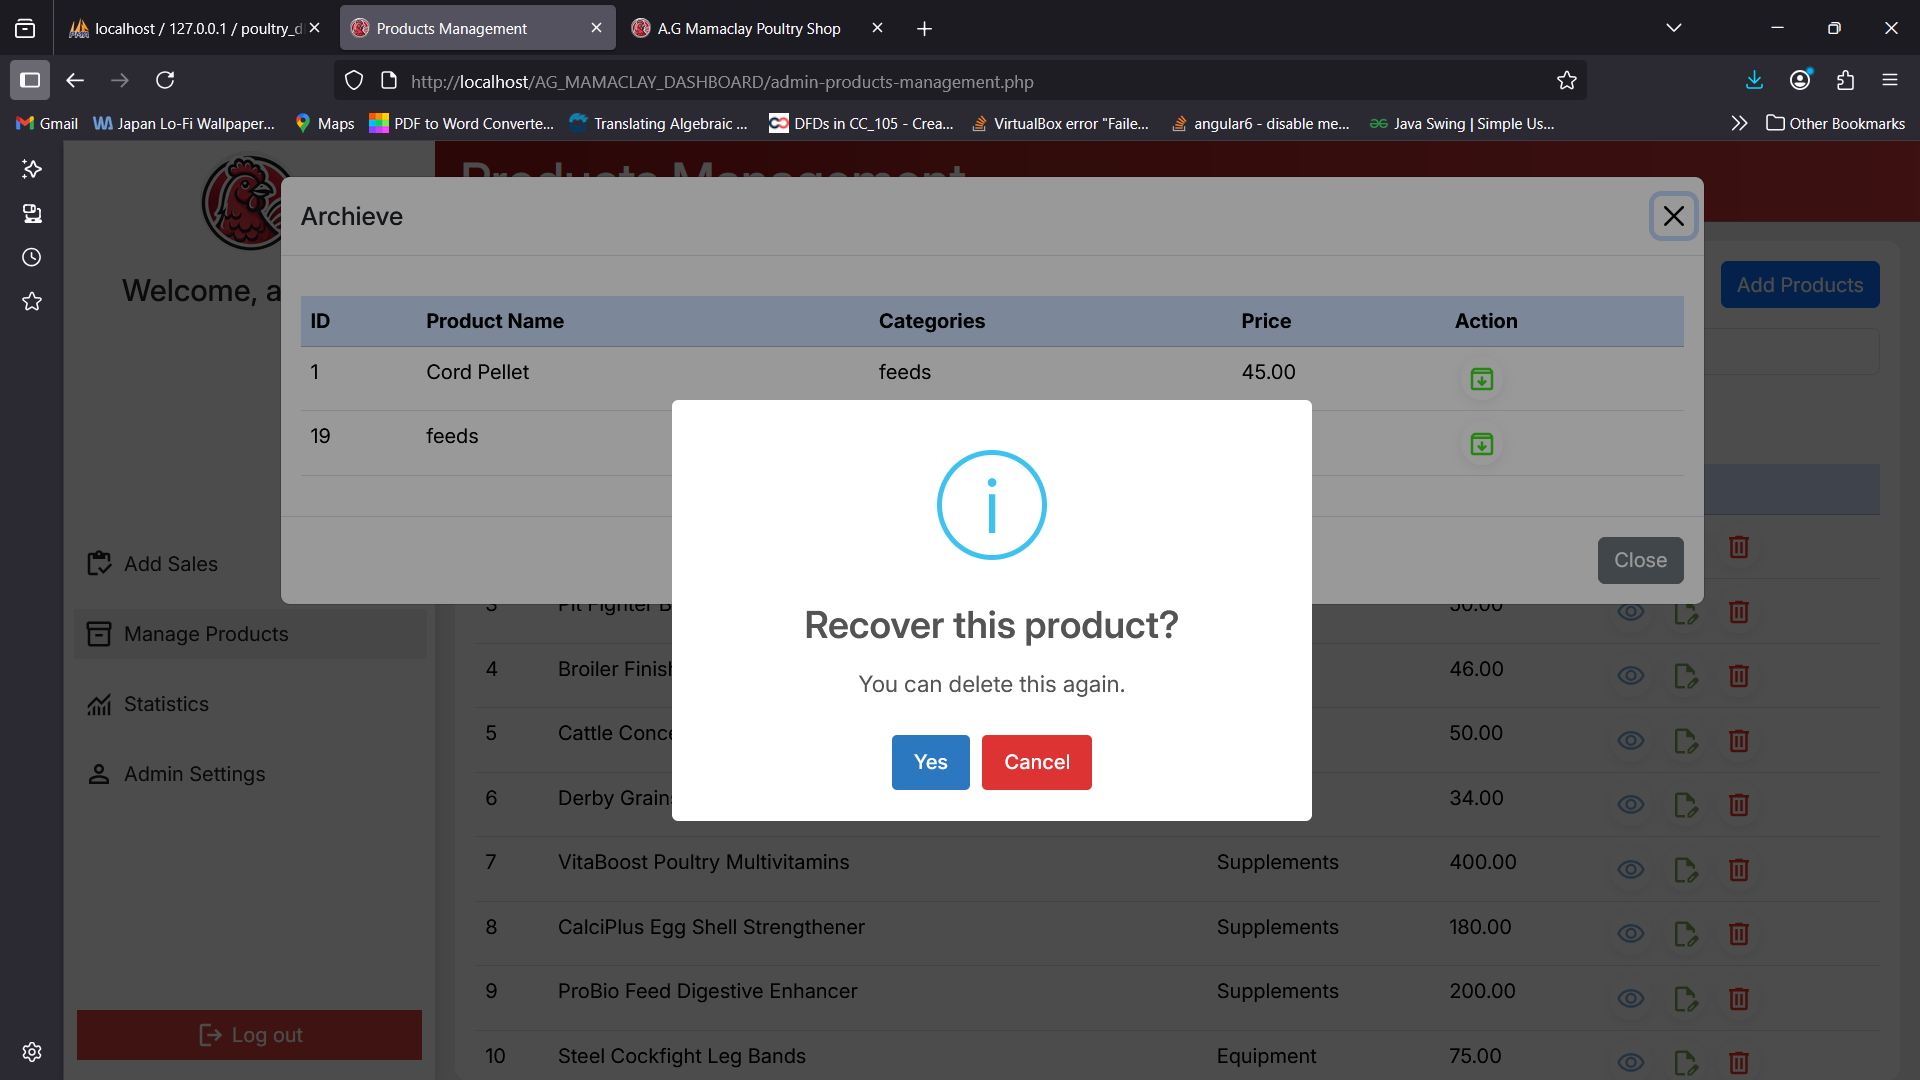 localhost / 127.0.0.1 / poultry_d
Products Management
A.G Mamaclay Poultry Shop
http://localhost/AG_MAMACLAY_DASHBOARD/admin-products-management.php
Gmail
Japan Lo-Fi Wallpaper...
Maps
PDF to Word Converte...
Translating Algebraic ...
DFDs in CC_105 - Crea...
VirtualBox error "Faile...
angular6 - disable me...
Java Swing | Simple Us...
Other Bookmarks
Products Management
Archieve
Welcome, a
Add Products
ID Product Name Categories Price Action
1 Cord Pellet feeds 45.00
19 feeds
Close
Recover this product?
You can delete this again.
Yes
Cancel
Add Sales
Manage Products
Statistics
Admin Settings
Log out
3 Pit Fighter B 50.00
4 Broiler Finish 46.00
5 Cattle Conce 50.00
6 Derby Grain 34.00
7 VitaBoost Poultry Multivitamins Supplements 400.00
8 CalciPlus Egg Shell Strengthener Supplements 180.00
9 ProBio Feed Digestive Enhancer Supplements 200.00
10 Steel Cockfight Leg Bands Equipment 75.00